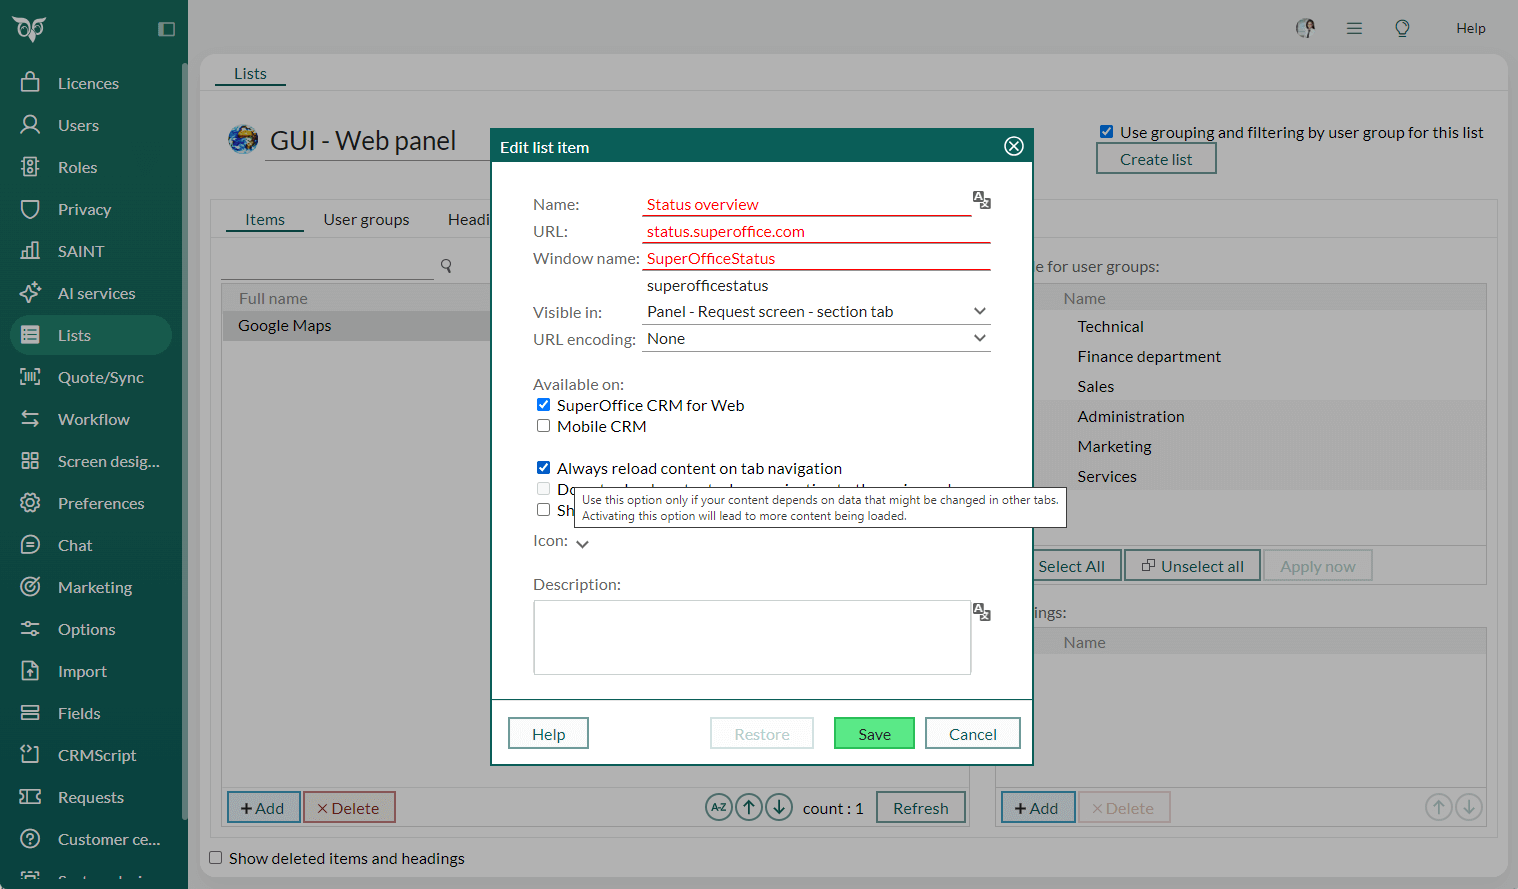 Help
Licences
Users
Roles
Privacy
SAINT
AI services
Lists
Quote/Sync
Workflow
Screen desig...
Preferences
Chat
Marketing
Options
Import
Fields
CRMScript
Requests
Customer ce...
Lists
GUI - Web panel
Use grouping and filtering by user group for this list
Create list
Items
User groups
Headi
Full name
Google Maps
Add
Delete
A-Z
count : 1
Refresh
Show deleted items and headings
Edit list item
Name:
Status overview
URL:
status.superoffice.com
Window name:
SuperOfficeStatus
superofficestatus
Visible in:
Panel - Request screen - section tab
URL encoding:
None
Available on:
SuperOffice CRM for Web
Mobile CRM
Always reload content on tab navigation
Use this option only if your content depends on data that might be changed in other tabs.
Activating this option will lead to more content being loaded.
Icon:
Description:
Help
Restore
Save
Cancel
e for user groups:
Name
Technical
Finance department
Sales
Administration
Marketing
Services
Select All
Unselect all
Apply now
ings:
Name
Add
Delete